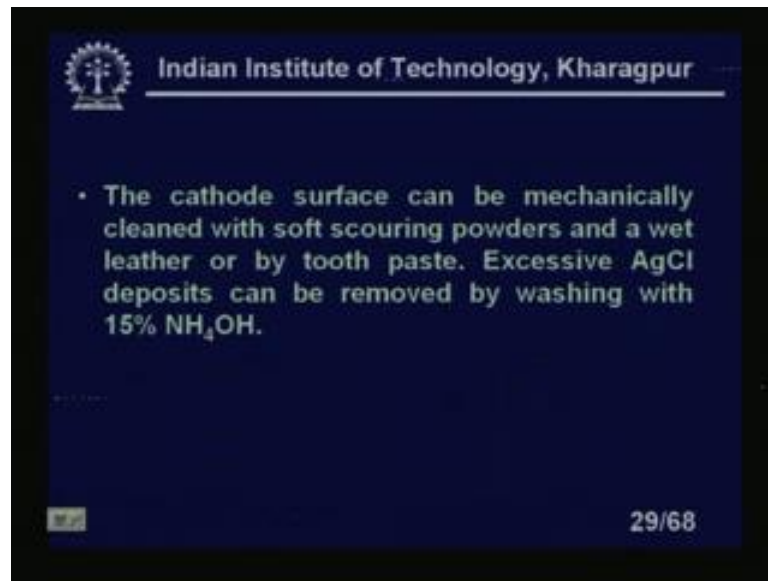 Indian Institute of Technology, Kharagpur
• The cathode surface can be mechanically
cleaned with soft scouring powders and a wet
leather or by tooth paste. Excessive AgCl
deposits can be removed by washing with
15% NH₄OH.
29/68